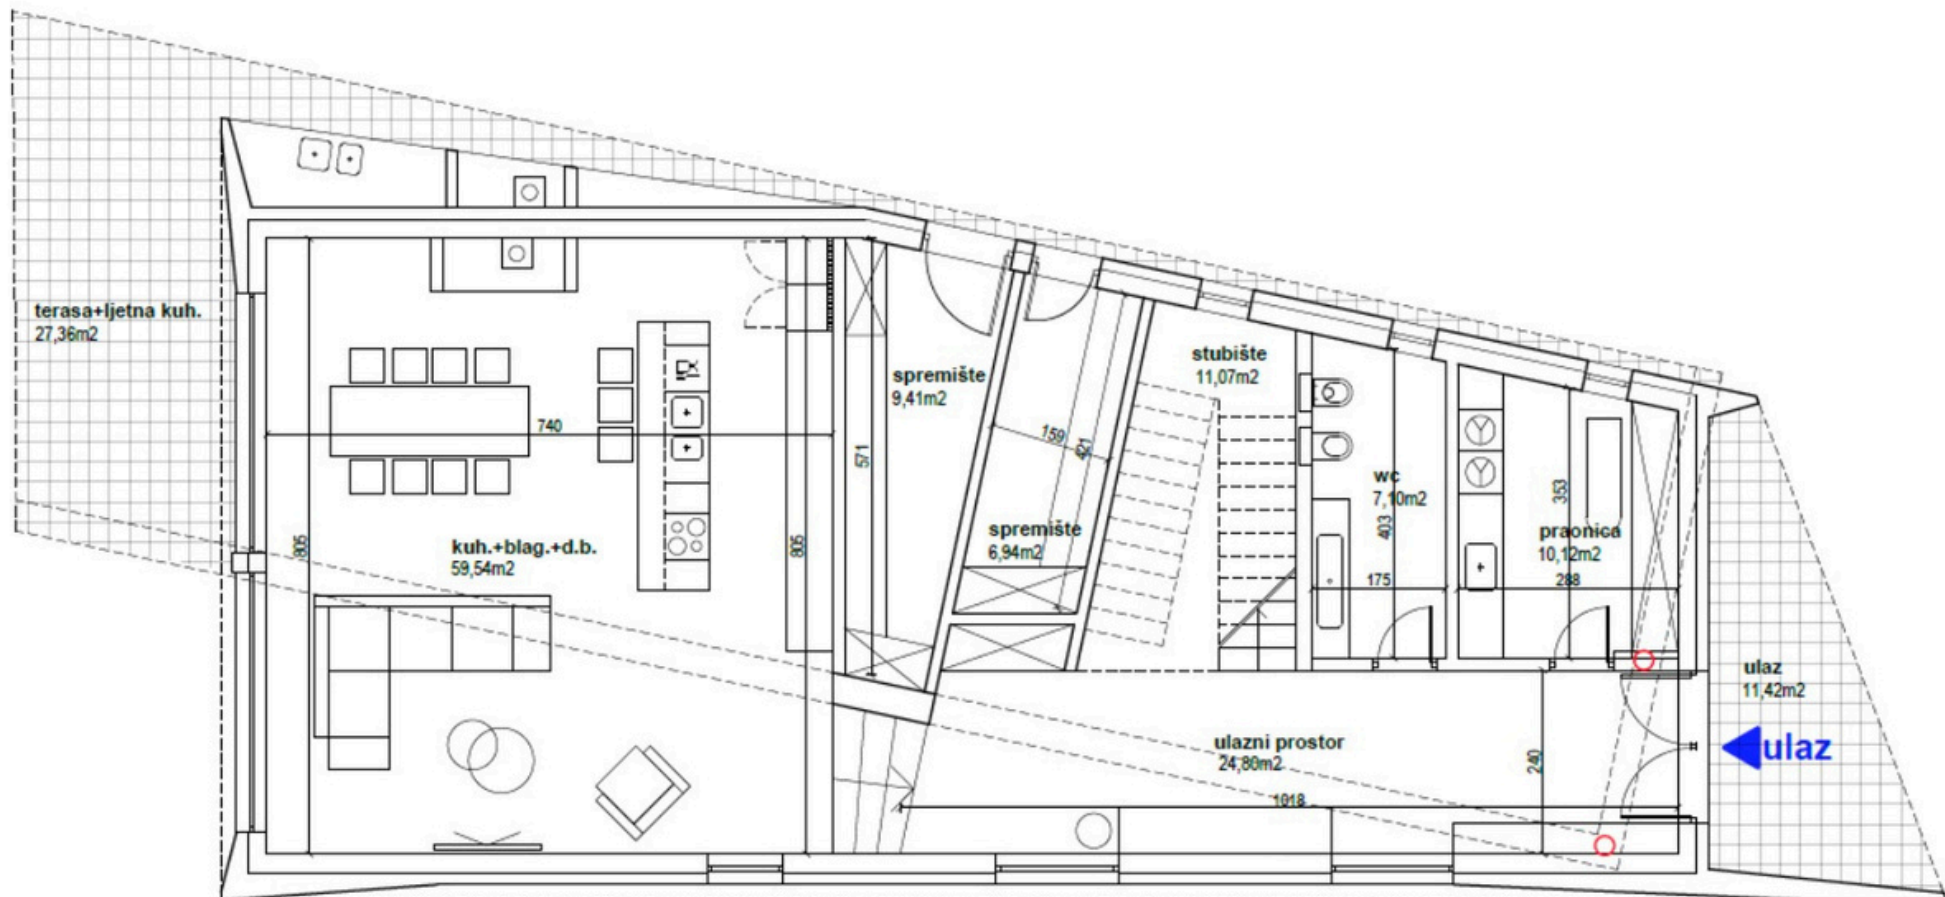 terasa+ljetna kuh.
27,36m2
kuh.+blag.+d.b.
59,54m2
740
805
805
spremište
9,41m2
571
159
421
spremište
6,94m2
stubište
11,07m2
wc
7,10m2
403
175
praonica
10,12m2
353
288
ulazni prostor
24,80m2
1018
240
ulaz
11,42m2
ulaz